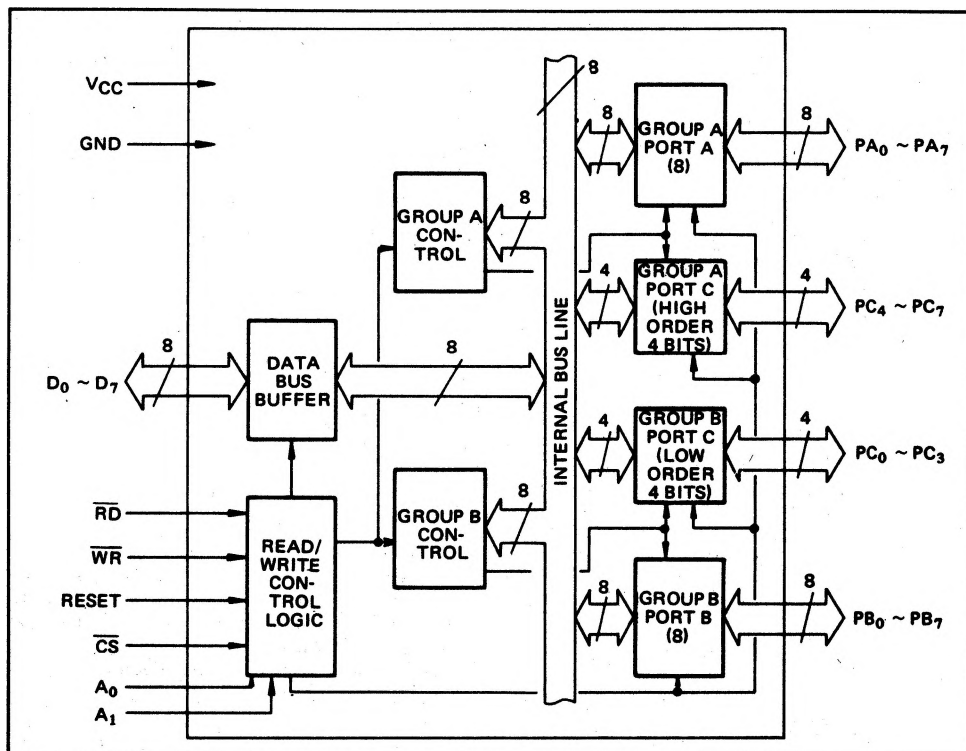 VCC
GND
8
GROUP A
PORT A
(8)
8
8
PA0 ~ PA7
GROUP A
CON-
TROL
8
GROUP A
PORT C
(HIGH
ORDER
4 BITS)
4
4
PC4 ~ PC7
D0 ~ D7
8
DATA
BUS
BUFFER
8
INTERNAL BUS LINE
GROUP B
PORT C
(LOW
ORDER
4 BITS)
4
4
PC0 ~ PC3
RD
WR
RESET
CS
A0
A1
READ/
WRITE
CON-
TROL
LOGIC
GROUP B
CON-
TROL
8
GROUP B
PORT B
(8)
8
8
PB0 ~ PB7